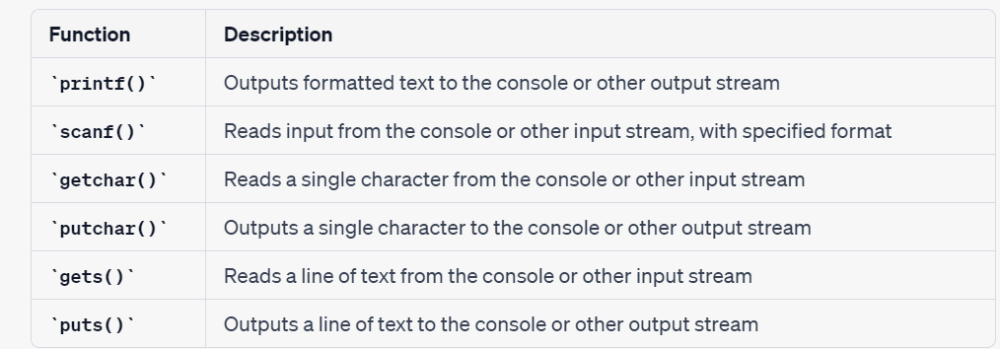 Function Description
`printf()` Outputs formatted text to the console or other output stream
`scanf()` Reads input from the console or other input stream, with specified format
`getchar()` Reads a single character from the console or other input stream
`putchar()` Outputs a single character to the console or other output stream
`gets()` Reads a line of text from the console or other input stream
`puts()` Outputs a line of text to the console or other output stream